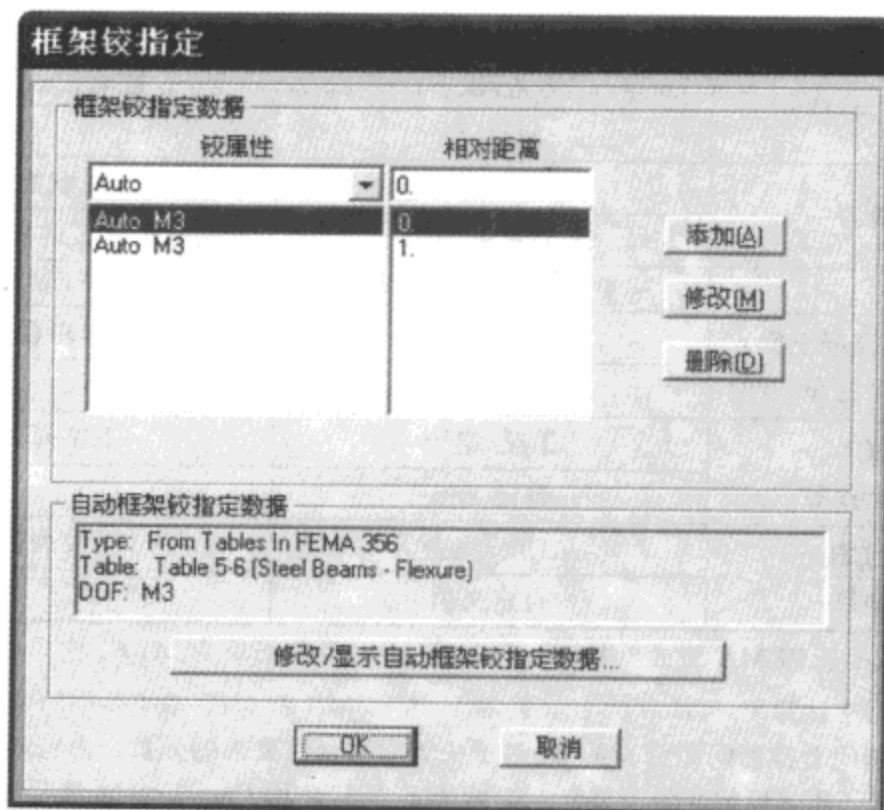 框架铰指定
框架铰指定数据
铰属性 相对距离
Auto 0.
Auto M3 0.
Auto M3 1.
添加(A)
修改(M)
删除(D)
自动框架铰指定数据
Type: From Tables In FEMA 356
Table: Table 5-6 (Steel Beams - Flexure)
DOF: M3
修改/显示自动框架铰指定数据...
OK 取消